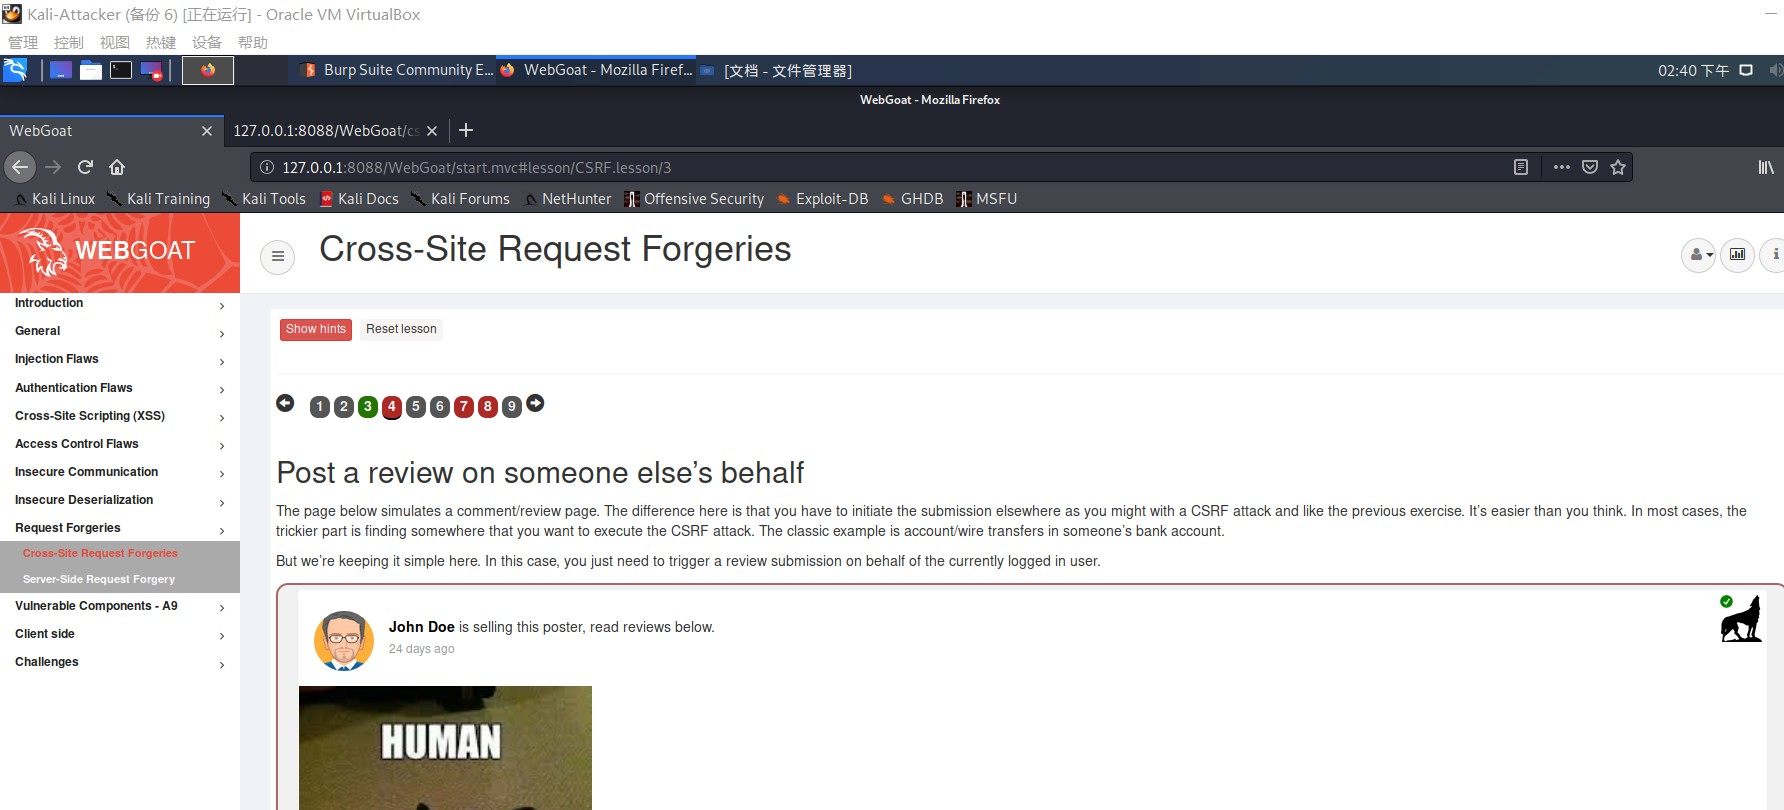 Kali-Attacker (备份 6) [正在运行] - Oracle VM VirtualBox
管理 控制 视图 热键 设备 帮助
Burp Suite Community E... WebGoat - Mozilla Firef... [文档 - 文件管理器] 02:40 下午
WebGoat - Mozilla Firefox
WebGoat 127.0.0.1:8088/WebGoat/cs
127.0.0.1:8088/WebGoat/start.mvc#lesson/CSRF.lesson/3
Kali Linux Kali Training Kali Tools Kali Docs Kali Forums NetHunter Offensive Security Exploit-DB GHDB MSFU
WEBGOAT
Cross-Site Request Forgeries
Introduction
General
Injection Flaws
Authentication Flaws
Cross-Site Scripting (XSS)
Access Control Flaws
Insecure Communication
Insecure Deserialization
Request Forgeries
Cross-Site Request Forgeries
Server-Side Request Forgery
Vulnerable Components - A9
Client side
Challenges
Show hints Reset lesson
1 2 3 4 5 6 7 8 9
Post a review on someone else’s behalf
The page below simulates a comment/review page. The difference here is that you have to initiate the submission elsewhere as you might with a CSRF attack and like the previous exercise. It’s easier than you think. In most cases, the
trickier part is finding somewhere that you want to execute the CSRF attack. The classic example is account/wire transfers in someone’s bank account.
But we’re keeping it simple here. In this case, you just need to trigger a review submission on behalf of the currently logged in user.
John Doe is selling this poster, read reviews below.
24 days ago
HUMAN